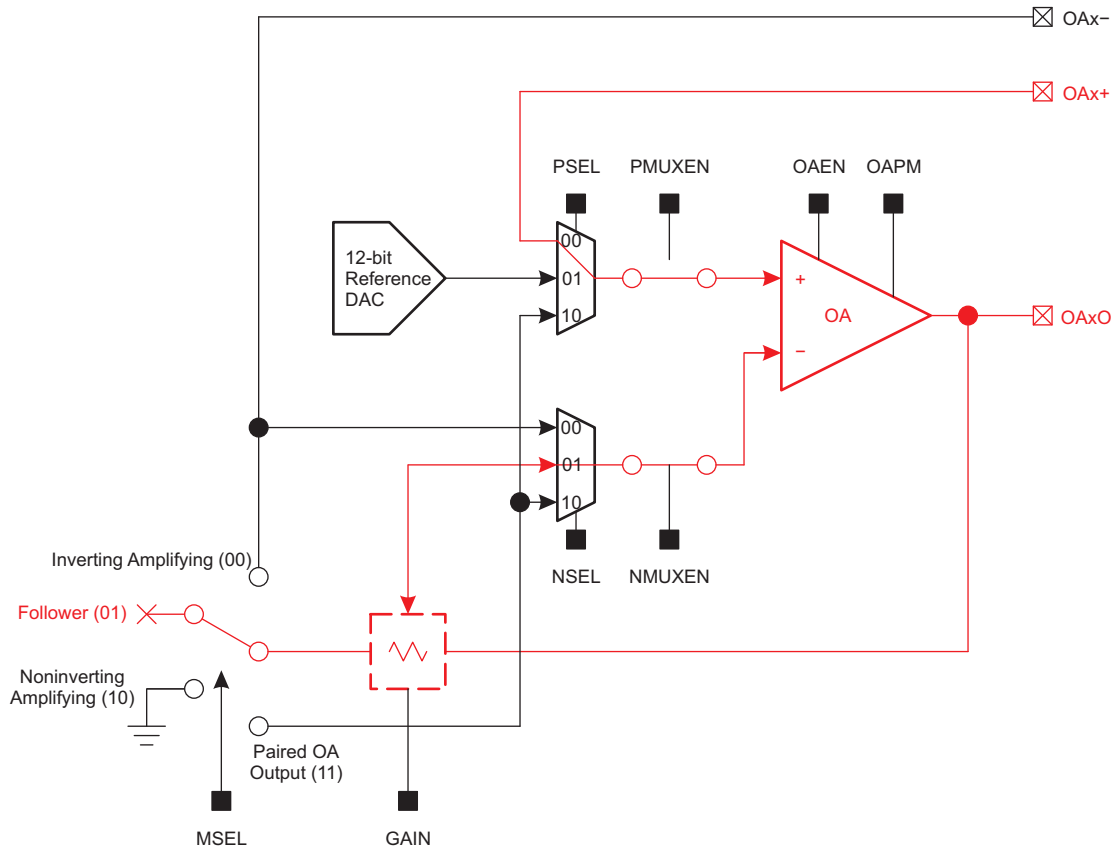 OAx−
OAx+
PSEL
PMUXEN
OAEN
OAPM
12-bit
Reference
DAC
00
01
10
+
OA
−
OAxO
00
01
10
NSEL
NMUXEN
Inverting Amplifying (00)
Follower (01)
Noninverting
Amplifying (10)
Paired OA
Output (11)
MSEL
GAIN